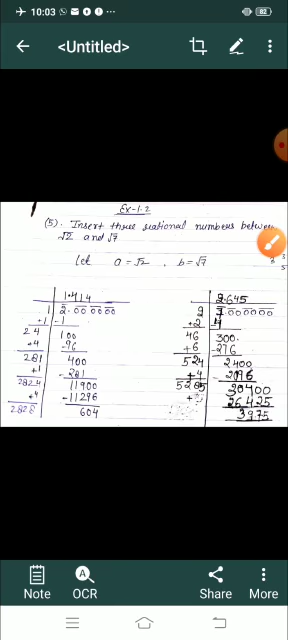 10:03
82
<Untitled>
Ex-1.2
(5). Insert three rational numbers between
√2 and √7
Let a = √2 , b = √7
1.414
1 2.00 00 00
+1 -1
24 100
+4 -96
281 400
+1 -281
2824 11900
+4 -11296
2828 604
2.645
2 7.000000
+2 4
46 300
+6 -276
524 2400
+4 -2096
5285 30400
26425
3975
Note
OCR
Share
More